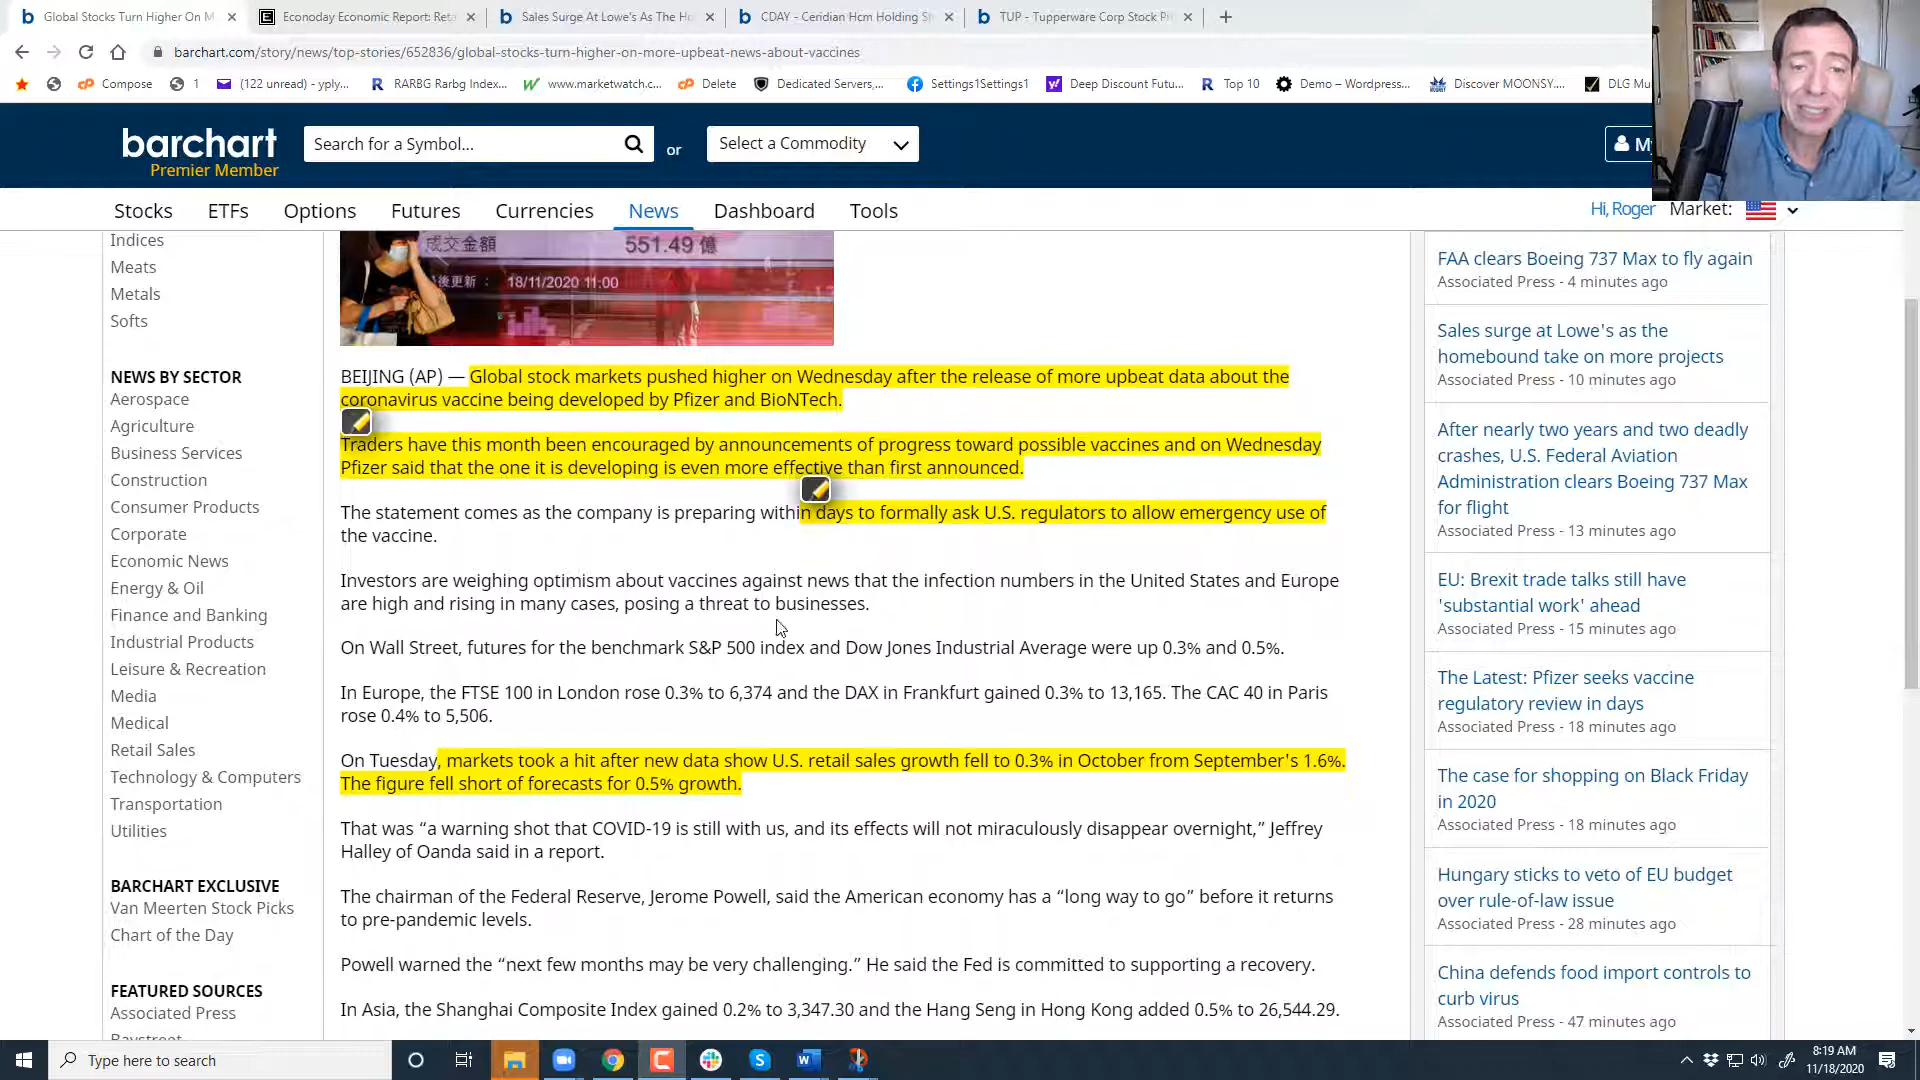 Global Stocks Turn Higher On M
Econoday Economic Report: Reta
Sales Surge At Lowe's As The Ho
CDAY - Ceridian Hcm Holding St
TUP - Tupperware Corp Stock Pr
barchart.com/story/news/top-stories/652836/global-stocks-turn-higher-on-more-upbeat-news-about-vaccines
Compose
1
(122 unread) - yply...
RARBG Rarbg Index...
www.marketwatch.c...
Delete
Dedicated Servers,...
Settings1Settings1
Deep Discount Futu...
Top 10
Demo – Wordpress...
Discover MOONSY....
DLG Mu
barchart
Premier Member
Search for a Symbol...
or
Select a Commodity
My
Stocks
ETFs
Options
Futures
Currencies
News
Dashboard
Tools
Hi, Roger
Market:
Indices
Meats
Metals
Softs
NEWS BY SECTOR
Aerospace
Agriculture
Business Services
Construction
Consumer Products
Corporate
Economic News
Energy & Oil
Finance and Banking
Industrial Products
Leisure & Recreation
Media
Medical
Retail Sales
Technology & Computers
Transportation
Utilities
BARCHART EXCLUSIVE
Van Meerten Stock Picks
Chart of the Day
FEATURED SOURCES
Associated Press
Baystreet
成交金額 551.49 億
後更新 : 18/11/2020 11:00
BEIJING (AP) — Global stock markets pushed higher on Wednesday after the release of more upbeat data about the
coronavirus vaccine being developed by Pfizer and BioNTech.
Traders have this month been encouraged by announcements of progress toward possible vaccines and on Wednesday
Pfizer said that the one it is developing is even more effective than first announced.
The statement comes as the company is preparing within days to formally ask U.S. regulators to allow emergency use of
the vaccine.
Investors are weighing optimism about vaccines against news that the infection numbers in the United States and Europe
are high and rising in many cases, posing a threat to businesses.
On Wall Street, futures for the benchmark S&P 500 index and Dow Jones Industrial Average were up 0.3% and 0.5%.
In Europe, the FTSE 100 in London rose 0.3% to 6,374 and the DAX in Frankfurt gained 0.3% to 13,165. The CAC 40 in Paris
rose 0.4% to 5,506.
On Tuesday, markets took a hit after new data show U.S. retail sales growth fell to 0.3% in October from September's 1.6%.
The figure fell short of forecasts for 0.5% growth.
That was “a warning shot that COVID-19 is still with us, and its effects will not miraculously disappear overnight,” Jeffrey
Halley of Oanda said in a report.
The chairman of the Federal Reserve, Jerome Powell, said the American economy has a “long way to go” before it returns
to pre-pandemic levels.
Powell warned the “next few months may be very challenging.” He said the Fed is committed to supporting a recovery.
In Asia, the Shanghai Composite Index gained 0.2% to 3,347.30 and the Hang Seng in Hong Kong added 0.5% to 26,544.29.
FAA clears Boeing 737 Max to fly again
Associated Press - 4 minutes ago
Sales surge at Lowe's as the
homebound take on more projects
Associated Press - 10 minutes ago
After nearly two years and two deadly
crashes, U.S. Federal Aviation
Administration clears Boeing 737 Max
for flight
Associated Press - 13 minutes ago
EU: Brexit trade talks still have
'substantial work' ahead
Associated Press - 15 minutes ago
The Latest: Pfizer seeks vaccine
regulatory review in days
Associated Press - 18 minutes ago
The case for shopping on Black Friday
in 2020
Associated Press - 18 minutes ago
Hungary sticks to veto of EU budget
over rule-of-law issue
Associated Press - 28 minutes ago
China defends food import controls to
curb virus
Associated Press - 47 minutes ago
Type here to search
8:19 AM
11/18/2020